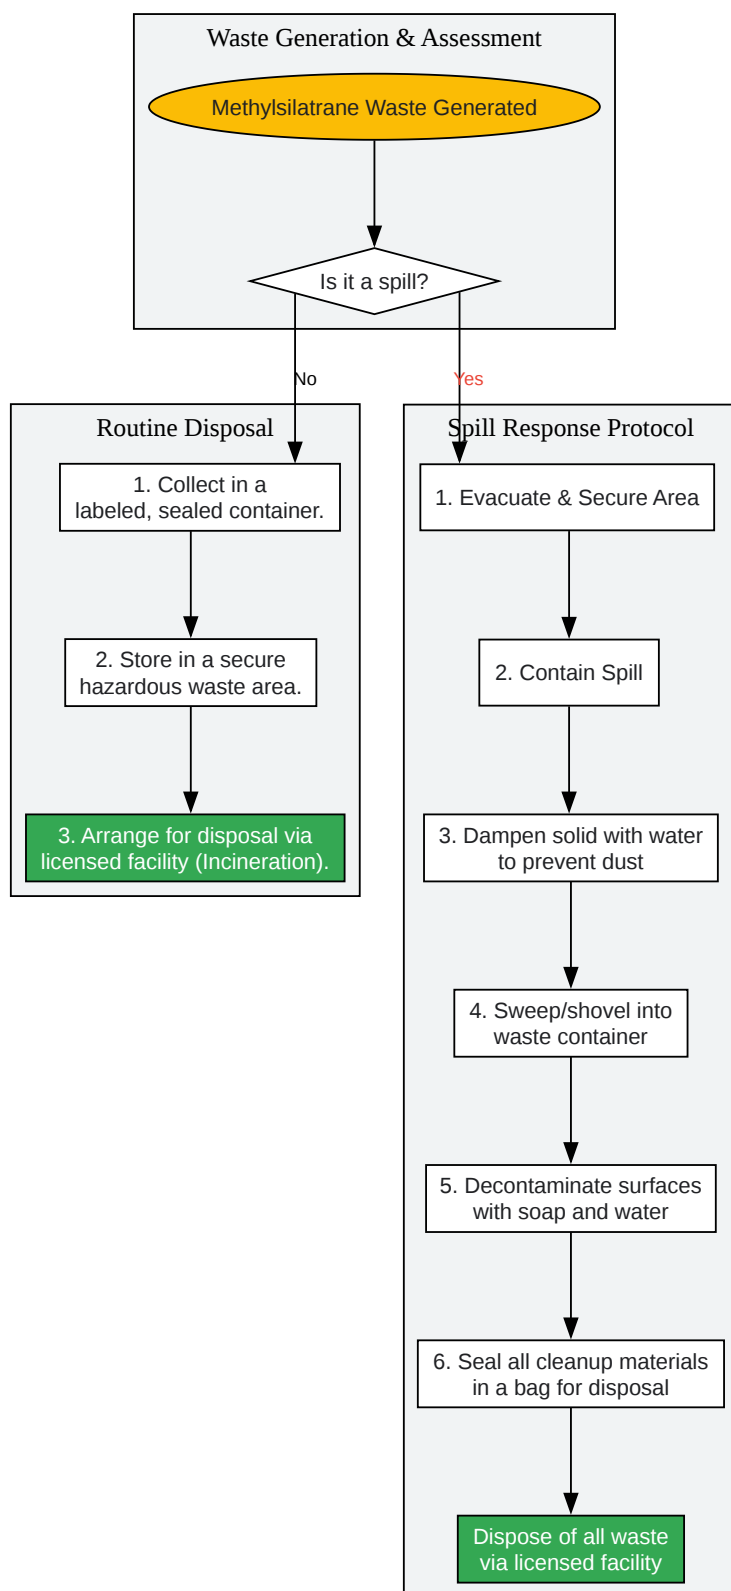 Waste Generation & Assessment
Methylsilatrane Waste Generated
Is it a spill?
No
Yes
Routine Disposal
1. Collect in a
labeled, sealed container.
2. Store in a secure
hazardous waste area.
3. Arrange for disposal via
licensed facility (Incineration).
Spill Response Protocol
1. Evacuate & Secure Area
2. Contain Spill
3. Dampen solid with water
to prevent dust
4. Sweep/shovel into
waste container
5. Decontaminate surfaces
with soap and water
6. Seal all cleanup materials
in a bag for disposal
Dispose of all waste
via licensed facility